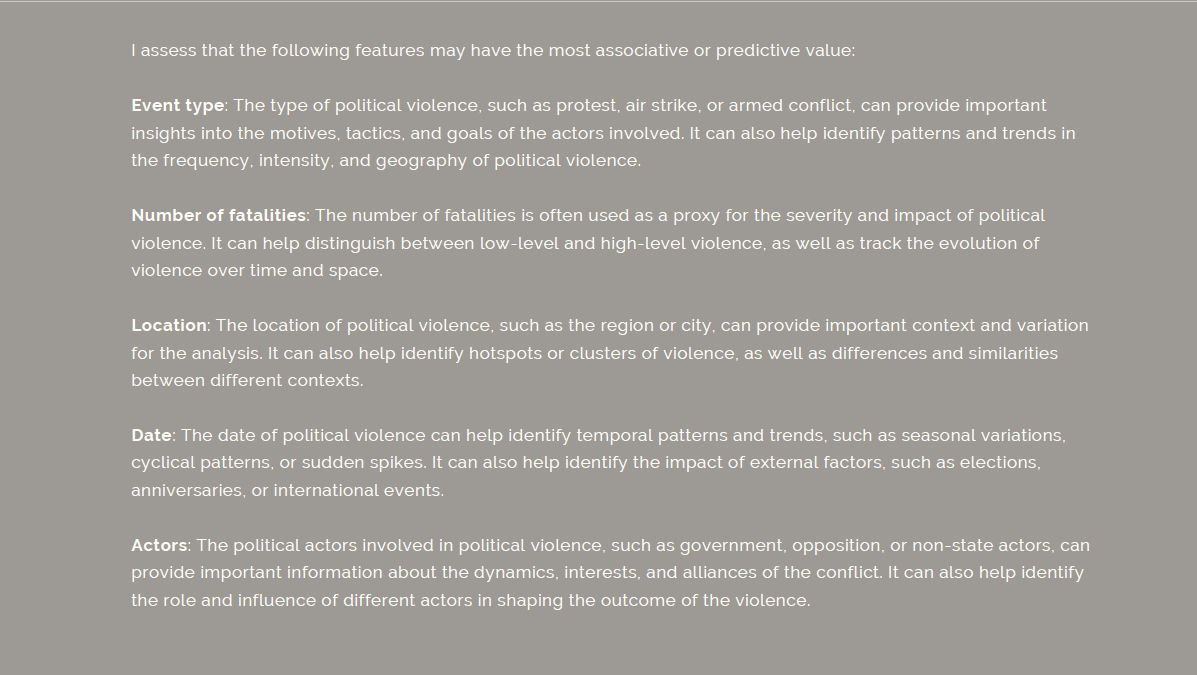 I assess that the following features may have the most associative or predictive value:
Event type: The type of political violence, such as protest, air strike, or armed conflict, can provide important
insights into the motives, tactics, and goals of the actors involved. It can also help identify patterns and trends in
the frequency, intensity, and geography of political violence.
Number of fatalities: The number of fatalities is often used as a proxy for the severity and impact of political
violence. It can help distinguish between low-level and high-level violence, as well as track the evolution of
violence over time and space.
Location: The location of political violence, such as the region or city, can provide important context and variation
for the analysis. It can also help identify hotspots or clusters of violence, as well as differences and similarities
between different contexts.
Date: The date of political violence can help identify temporal patterns and trends, such as seasonal variations,
cyclical patterns, or sudden spikes. It can also help identify the impact of external factors, such as elections,
anniversaries, or international events.
Actors: The political actors involved in political violence, such as government, opposition, or non-state actors, can
provide important information about the dynamics, interests, and alliances of the conflict. It can also help identify
the role and influence of different actors in shaping the outcome of the violence.